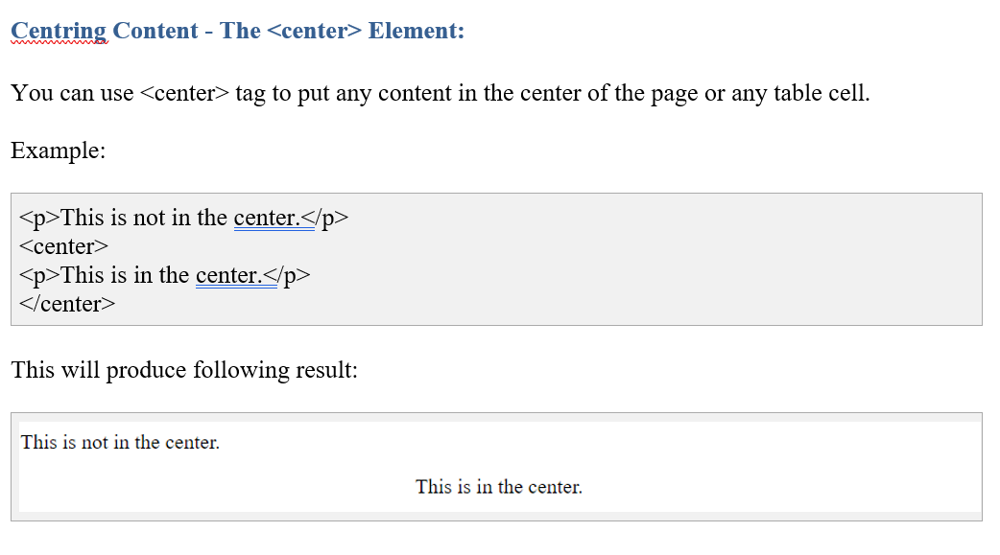 Centring Content - The <center> Element:
You can use <center> tag to put any content in the center of the page or any table cell.
Example:
<p>This is not in the center.</p>
<center>
<p>This is in the center.</p>
</center>
This will produce following result:
This is not in the center.
This is in the center.